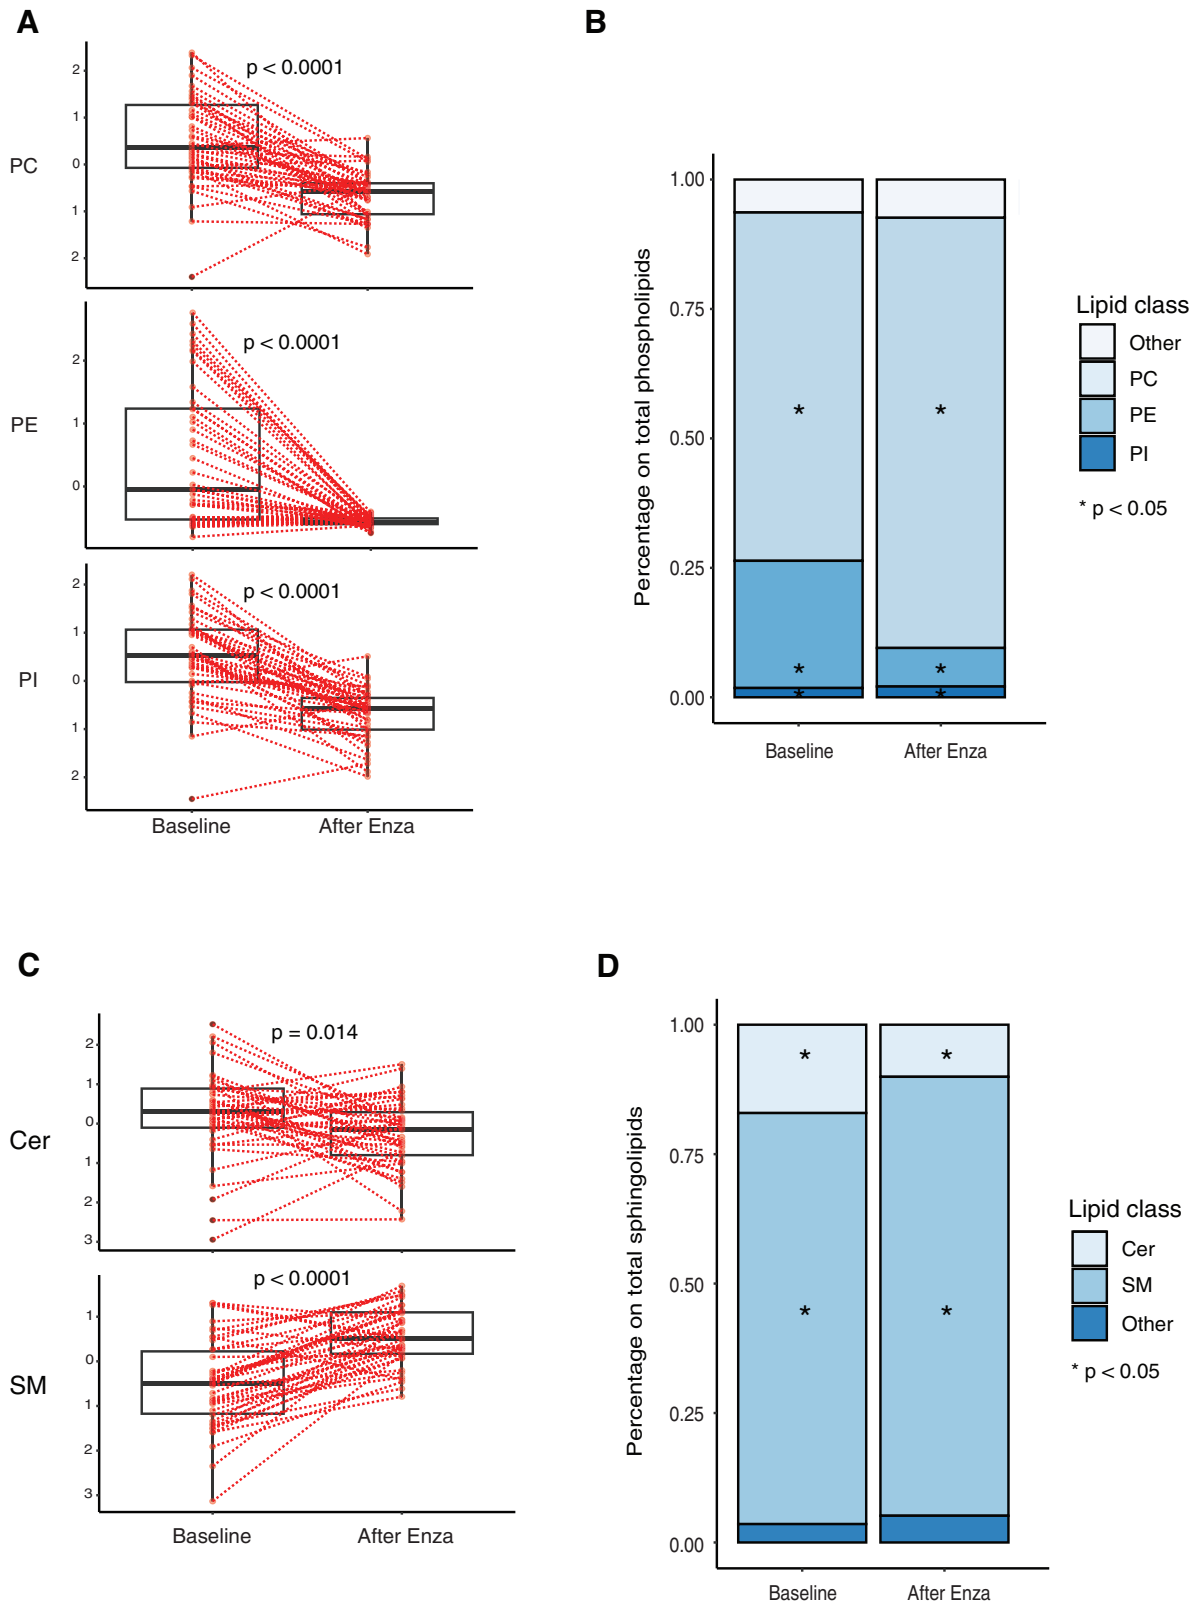 A
p < 0.0001
2
1
0
1
2
PC
p < 0.0001
2
1
0
PE
p < 0.0001
2
1
0
1
2
PI
Baseline
After Enza
B
Percentage on total phospholipids
1.00
0.75
0.50
0.25
0.00
*
*
*
*
*
*
Baseline
After Enza
Lipid class
Other
PC
PE
PI
* p < 0.05
C
p = 0.014
2
1
0
1
2
3
Cer
p < 0.0001
1
0
1
2
3
SM
Baseline
After Enza
D
Percentage on total sphingolipids
1.00
0.75
0.50
0.25
0.00
*
*
*
*
Baseline
After Enza
Lipid class
Cer
SM
Other
* p < 0.05